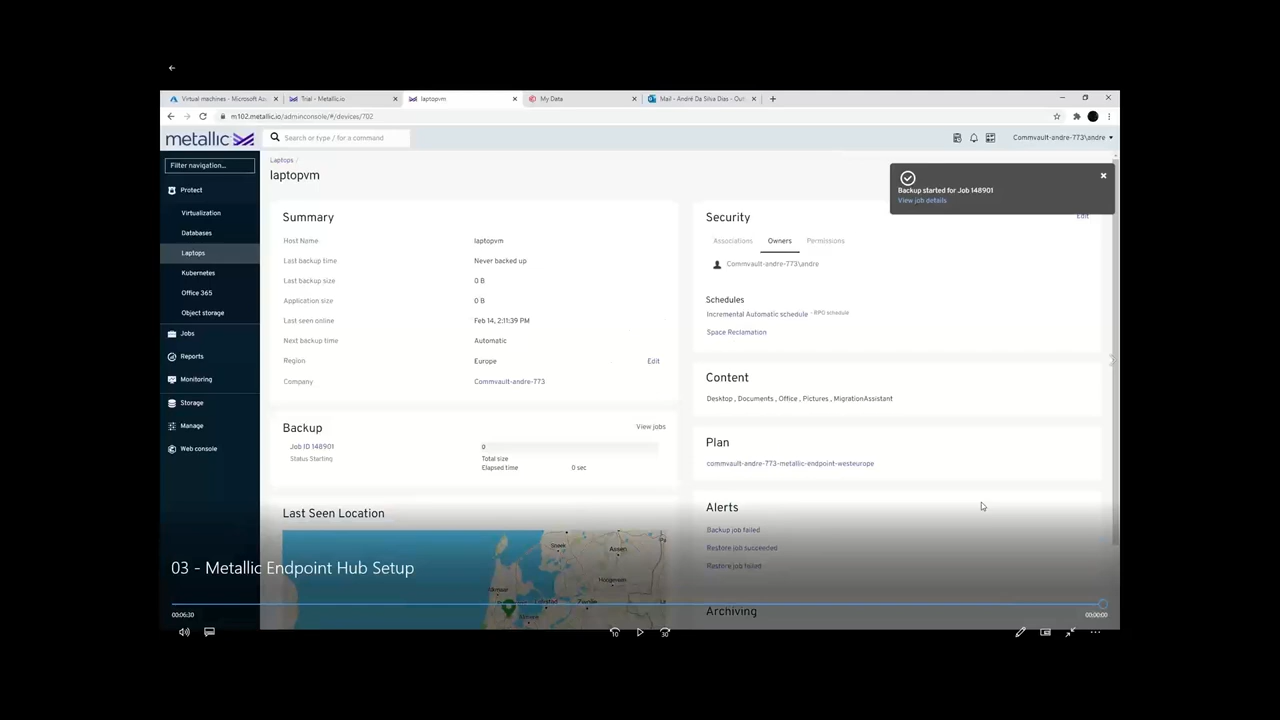 Virtual machines - Microsoft Az
Trial - Metallic.io
laptopvm
My Data
Mail - André Da Silva Dias - Out
m102.metallic.io/adminconsole/#/devices/702
metallic
Search or type / for a command
Commvault-andre-773\andre
Filter navigation...
Protect
Virtualization
Databases
Laptops
Kubernetes
Office 365
Object storage
Jobs
Reports
Monitoring
Storage
Manage
Web console
Laptops /
laptopvm
Backup started for Job 148901
View job details
Summary
Host Name laptopvm
Last backup time Never backed up
Last backup size 0 B
Application size 0 B
Last seen online Feb 14, 2:11:39 PM
Next backup time Automatic
Region Europe Edit
Company Commvault-andre-773
Backup View jobs
Job ID 148901 0
Status Starting Total size
Elapsed time 0 sec
Last Seen Location
Assen
Security Edit
Associations Owners Permissions
Commvault-andre-773\andre
Schedules
Incremental Automatic schedule - RPO schedule
Space Reclamation
Content
Desktop , Documents , Office , Pictures , MigrationAssistant
Plan
commvault-andre-773-metallic-endpoint-westeurope
Alerts
Backup job failed
Restore job succeeded
Restore job failed
Archiving
03 - Metallic Endpoint Hub Setup
00:06:30
00:00:00
10
30